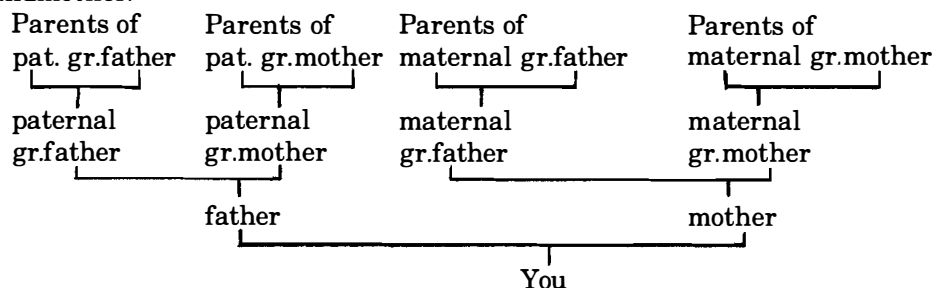 Parents of Parents of Parents of Parents of
pat. gr.father pat. gr.mother maternal gr.father maternal gr.mother
paternal paternal maternal maternal
gr.father gr.mother gr.father gr.mother
father mother
You